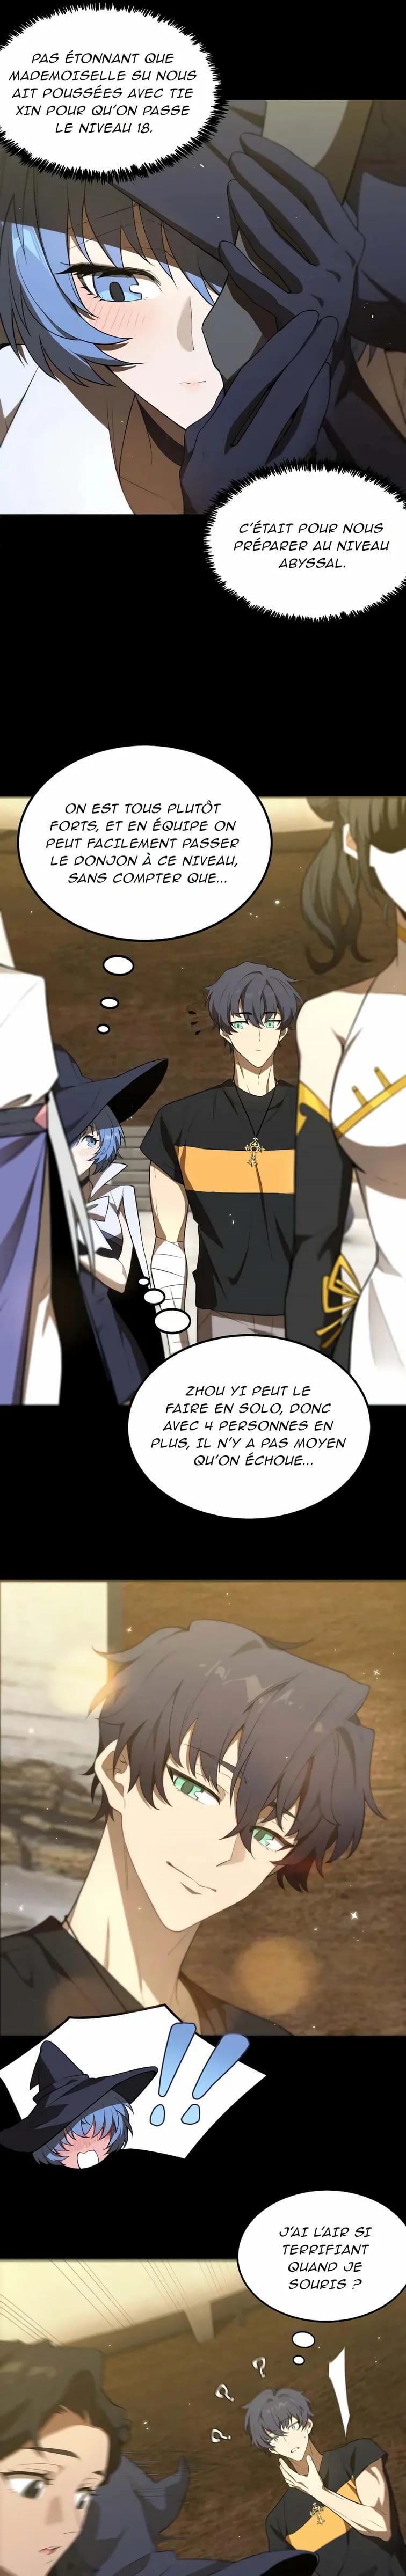 PAS ÉTONNANT QUE
MADEMOISELLE SU NOUS
AIT POUSSÉES AVEC TIE
XIN POUR QU'ON PASSE
LE NIVEAU 18.
C'ÉTAIT POUR NOUS
PRÉPARER AU NIVEAU
ABYSSAL.
ON EST TOUS PLUTÔT
FORTS, ET EN ÉQUIPE ON
PEUT FACILEMENT PASSER
LE DONJON À CE NIVEAU,
SANS COMPTER QUE...
ZHOU YI PEUT LE
FAIRE EN SOLO, DONC
AVEC 4 PERSONNES EN
PLUS, IL N'Y A PAS MOYEN
QU'ON ÉCHOUE...
!!
J'AI L'AIR SI
TERRIFIANT
QUAND JE
SOURIS ?
? ? ?